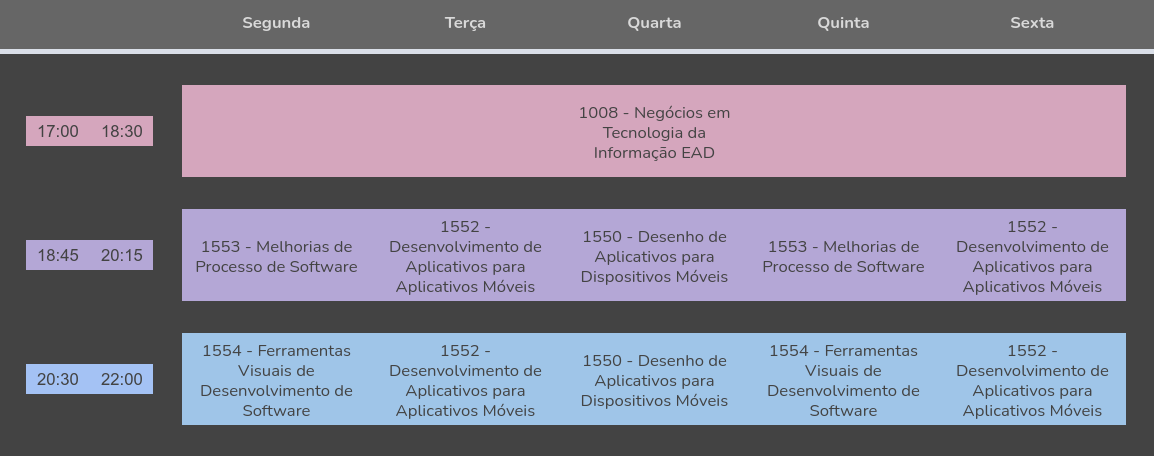 Segunda Terça Quarta Quinta Sexta
17:00 18:30
1008 - Negócios em
Tecnologia da
Informação EAD
18:45 20:15
1553 - Melhorias de
Processo de Software
1552 -
Desenvolvimento de
Aplicativos para
Aplicativos Móveis
1550 - Desenho de
Aplicativos para
Dispositivos Móveis
1553 - Melhorias de
Processo de Software
1552 -
Desenvolvimento de
Aplicativos para
Aplicativos Móveis
20:30 22:00
1554 - Ferramentas
Visuais de
Desenvolvimento de
Software
1552 -
Desenvolvimento de
Aplicativos para
Aplicativos Móveis
1550 - Desenho de
Aplicativos para
Dispositivos Móveis
1554 - Ferramentas
Visuais de
Desenvolvimento de
Software
1552 -
Desenvolvimento de
Aplicativos para
Aplicativos Móveis